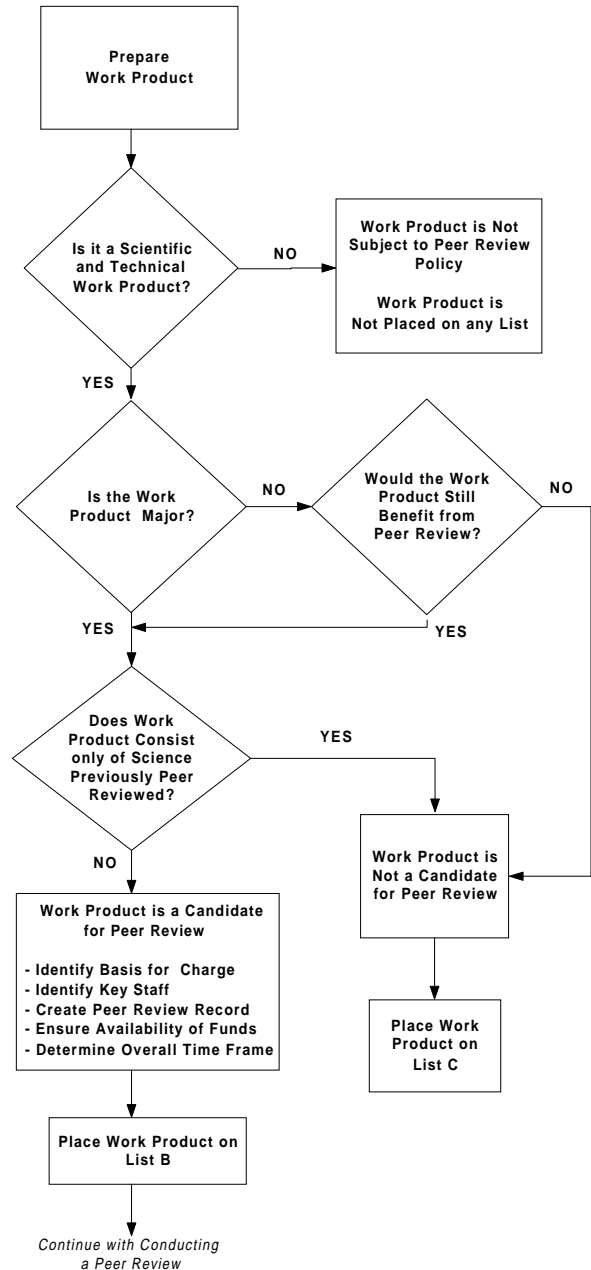 Prepare
Work Product
Is it a Scientific
and Technical
Work Product?
NO
Work Product is Not
Subject to Peer Review
Policy
Work Product is
Not Placed on any List
YES
Is the Work
Product Major?
NO
Would the Work
Product Still
Benefit from
Peer Review?
NO
YES
YES
Does Work
Product Consist
only of Science
Previously Peer
Reviewed?
YES
NO
Work Product is
Not a Candidate
for Peer Review
Work Product is a Candidate
for Peer Review
- Identify Basis for Charge
- Identify Key Staff
- Create Peer Review Record
- Ensure Availability of Funds
- Determine Overall Time Frame
Place Work
Product on
List C
Place Work Product on
List B
Continue with Conducting
a Peer Review